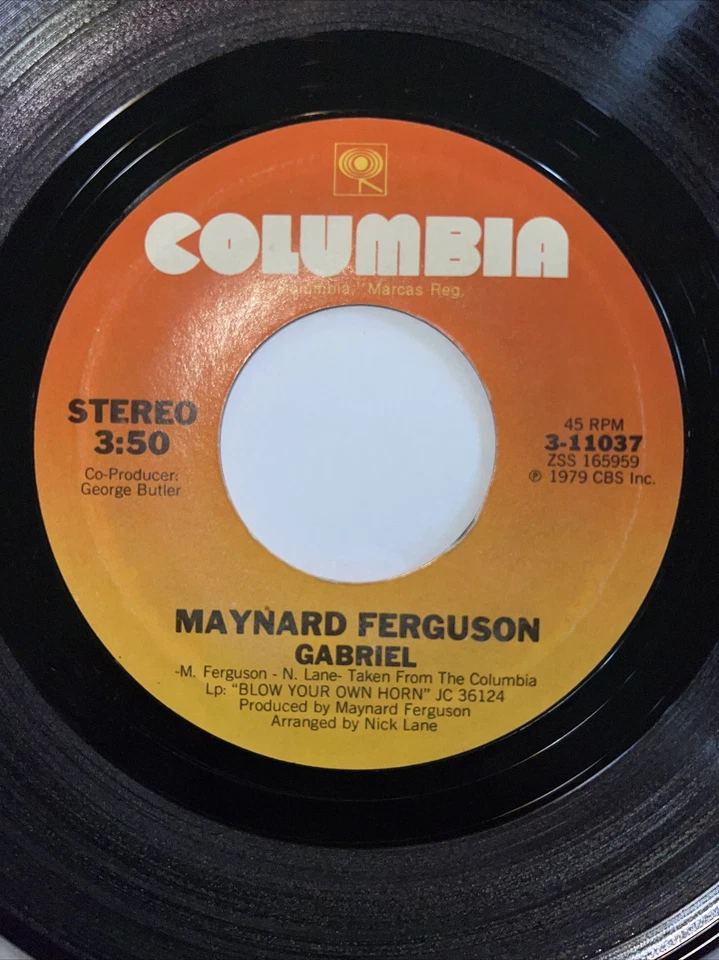 COLUMBIA
Columbia, Marcas Reg.
STEREO
3:50
Co-Producer:
George Butler
45 RPM
3-11037
ZSS 165959
℗ 1979 CBS Inc.
MAYNARD FERGUSON
GABRIEL
-M. Ferguson - N. Lane- Taken From The Columbia
Lp: "BLOW YOUR OWN HORN" JC 36124
Produced by Maynard Ferguson
Arranged by Nick Lane